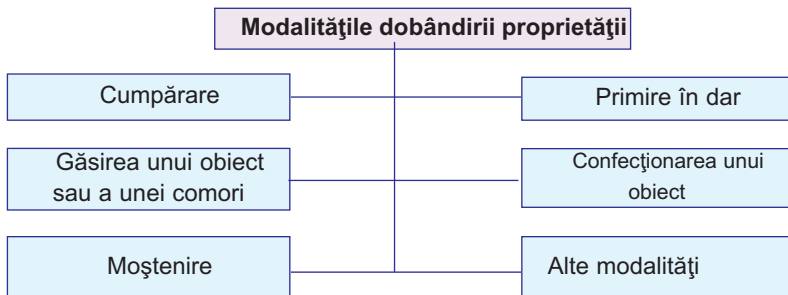 Modalităţile dobândirii proprietăţii
Cumpărare
Primire în dar
Găsirea unui obiect
sau a unei comori
Confecţionarea unui
obiect
Moştenire
Alte modalităţi